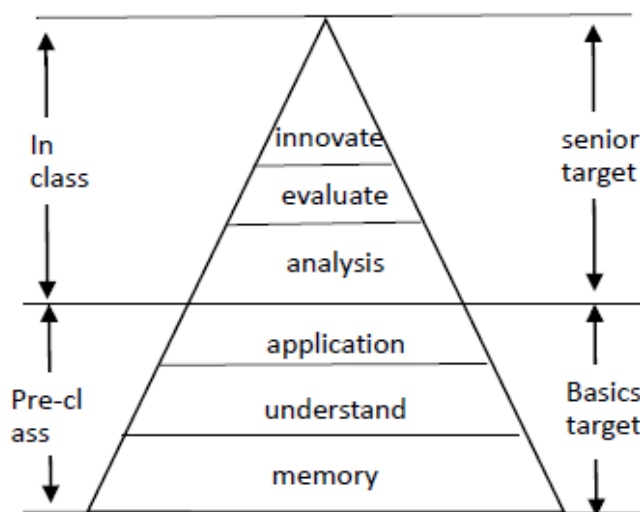 innovate
In
class
senior
target
evaluate
analysis
application
Pre-cl
ass
understand
Basics
target
memory